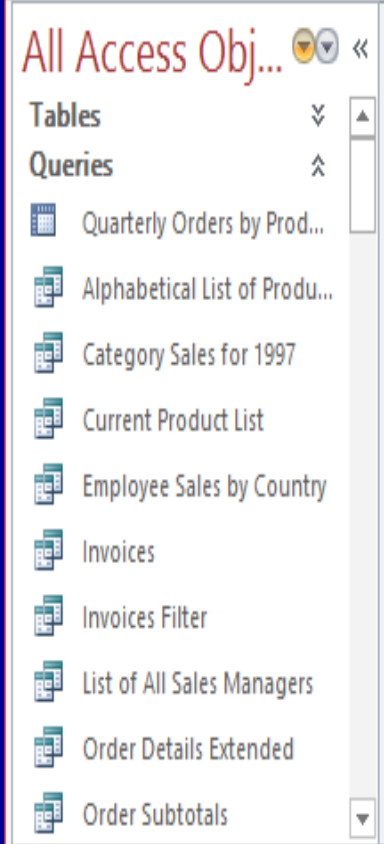 All Access Obj...
Tables
Queries
Quarterly Orders by Prod...
Alphabetical List of Produ...
Category Sales for 1997
Current Product List
Employee Sales by Country
Invoices
Invoices Filter
List of All Sales Managers
Order Details Extended
Order Subtotals